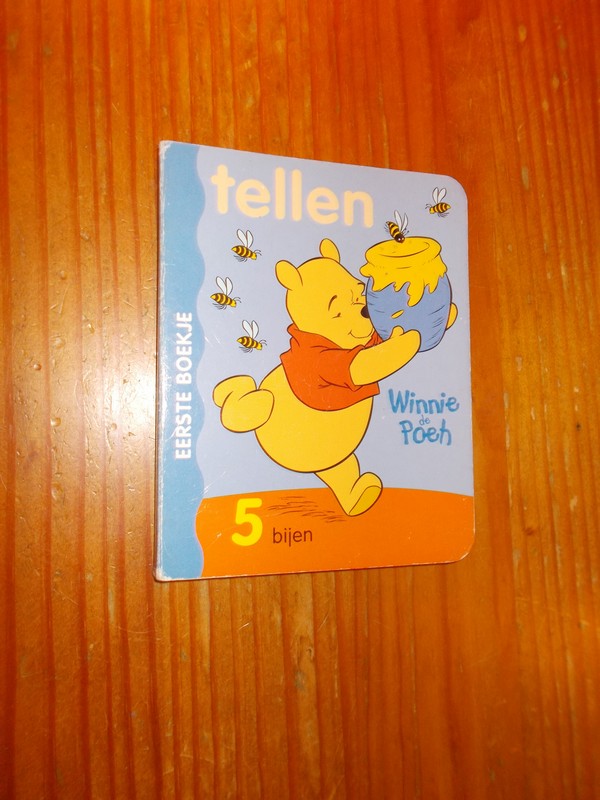 tellen
EERSTE BOEKJE
Winnie
de
Poeh
5 bijen